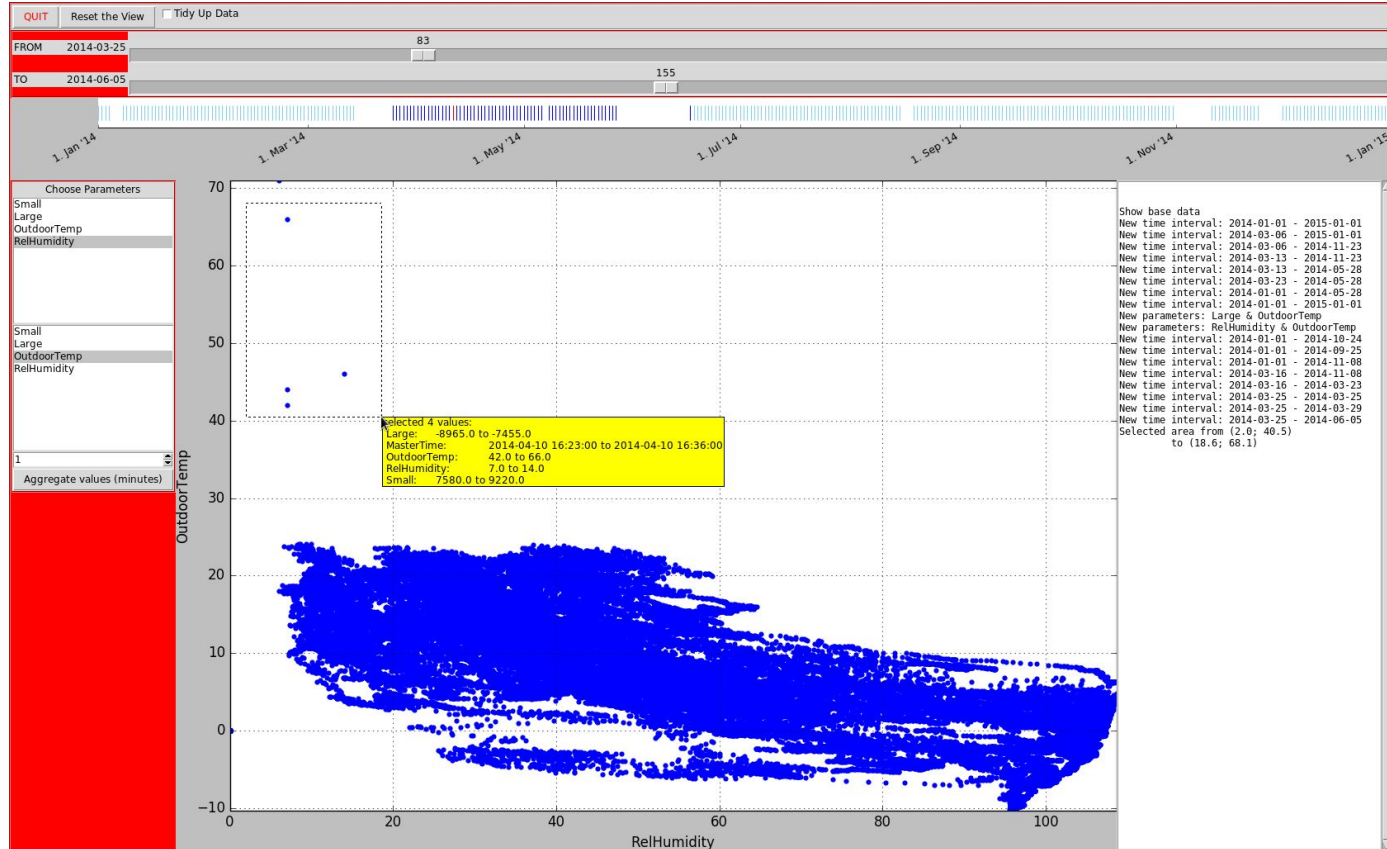 QUIT Reset the View Tidy Up Data
83
FROM 2014-03-25
155
TO 2014-06-05
1. Jan '14 1. Mar '14 1. May '14 1. Jul '14 1. Sep '14 1. Nov '14 1. Jan '15
Choose Parameters
Small
Large
OutdoorTemp
RelHumidity
Small
Large
OutdoorTemp
RelHumidity
1
Aggregate values (minutes)
OutdoorTemp
70
60
50
40
30
20
10
0
−10
0 20 40 60 80 100
RelHumidity
selected 4 values:
Large: -8965.0 to -7455.0
MasterTime: 2014-04-10 16:23:00 to 2014-04-10 16:36:00
OutdoorTemp: 42.0 to 66.0
RelHumidity: 7.0 to 14.0
Small: 7580.0 to 9220.0
Show base data
New time interval: 2014-01-01 - 2015-01-01
New time interval: 2014-03-06 - 2015-01-01
New time interval: 2014-03-06 - 2014-11-23
New time interval: 2014-03-13 - 2014-11-23
New time interval: 2014-03-13 - 2014-05-28
New time interval: 2014-03-23 - 2014-05-28
New time interval: 2014-01-01 - 2014-05-28
New time interval: 2014-01-01 - 2015-01-01
New parameters: Large & OutdoorTemp
New parameters: RelHumidity & OutdoorTemp
New time interval: 2014-01-01 - 2014-10-24
New time interval: 2014-01-01 - 2014-09-25
New time interval: 2014-01-01 - 2014-11-08
New time interval: 2014-03-16 - 2014-11-08
New time interval: 2014-03-16 - 2014-03-23
New time interval: 2014-03-25 - 2014-03-25
New time interval: 2014-03-25 - 2014-03-29
New time interval: 2014-03-25 - 2014-06-05
Selected area from (2.0; 40.5)
to (18.6; 68.1)